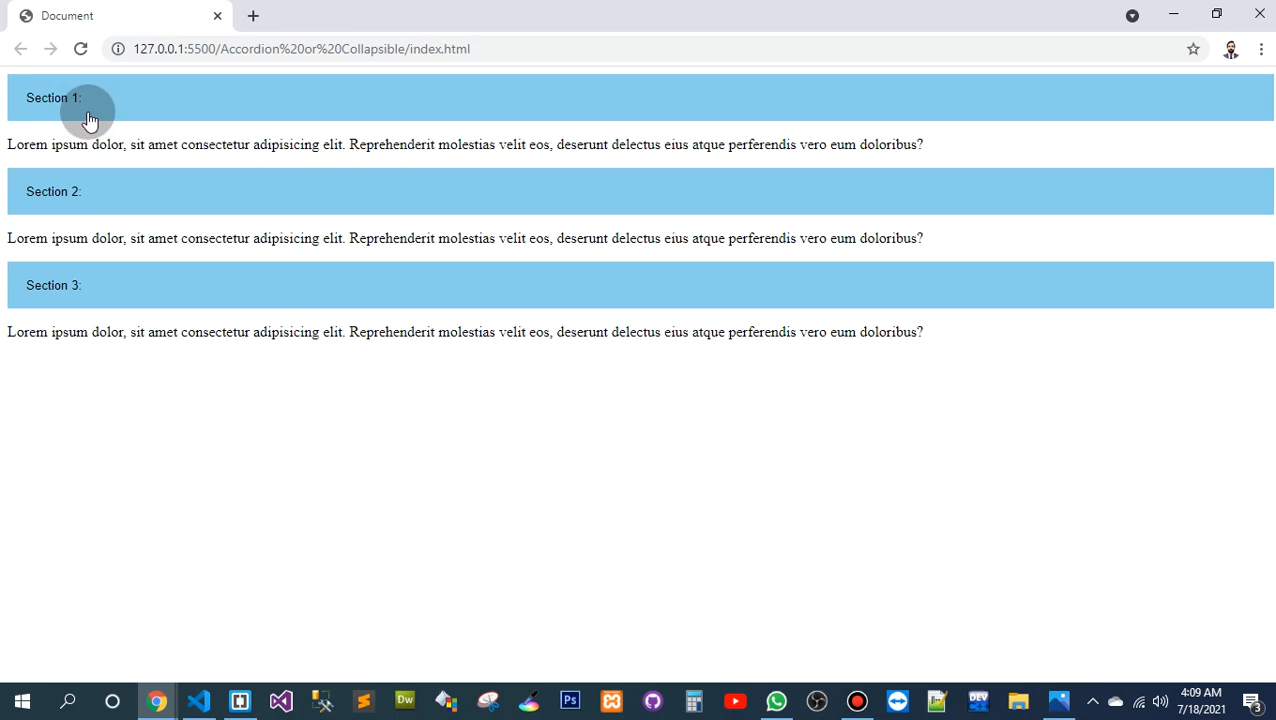 Document
127.0.0.1:5500/Accordion%20or%20Collapsible/index.html
Section 1:
Lorem ipsum dolor, sit amet consectetur adipisicing elit. Reprehenderit molestias velit eos, deserunt delectus eius atque perferendis vero eum doloribus?
Section 2:
Lorem ipsum dolor, sit amet consectetur adipisicing elit. Reprehenderit molestias velit eos, deserunt delectus eius atque perferendis vero eum doloribus?
Section 3:
Lorem ipsum dolor, sit amet consectetur adipisicing elit. Reprehenderit molestias velit eos, deserunt delectus eius atque perferendis vero eum doloribus?
Dw
Ps
DEV
4:09 AM
7/18/2021
3